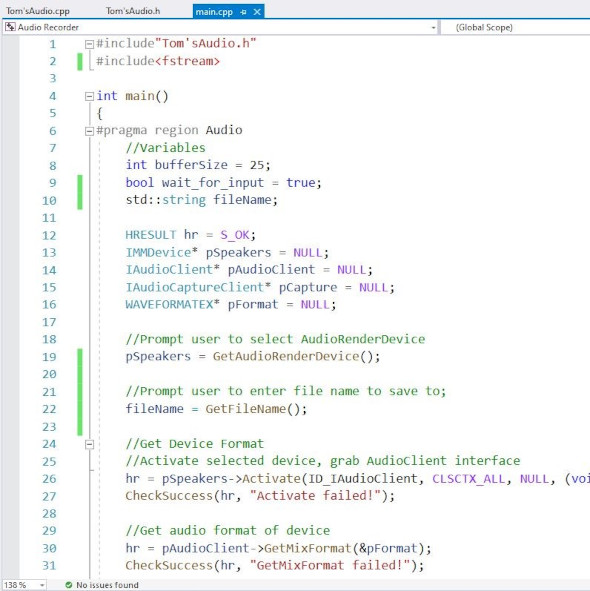 Tom'sAudio.cpp Tom'sAudio.h main.cpp
Audio Recorder (Global Scope)
1 #include"Tom'sAudio.h"
2 #include<fstream>
3
4 int main()
5 {
6 #pragma region Audio
7 //Variables
8 int bufferSize = 25;
9 bool wait_for_input = true;
10 std::string fileName;
11
12 HRESULT hr = S_OK;
13 IMMDevice* pSpeakers = NULL;
14 IAudioClient* pAudioClient = NULL;
15 IAudioCaptureClient* pCapture = NULL;
16 WAVEFORMATEX* pFormat = NULL;
17
18 //Prompt user to select AudioRenderDevice
19 pSpeakers = GetAudioRenderDevice();
20
21 //Prompt user to enter file name to save to;
22 fileName = GetFileName();
23
24 //Get Device Format
25 //Activate selected device, grab AudioClient interface
26 hr = pSpeakers->Activate(ID_IAudioClient, CLSCTX_ALL, NULL, (voi
27 CheckSuccess(hr, "Activate failed!");
28
29 //Get audio format of device
30 hr = pAudioClient->GetMixFormat(&pFormat);
31 CheckSuccess(hr, "GetMixFormat failed!");
138 % No issues found